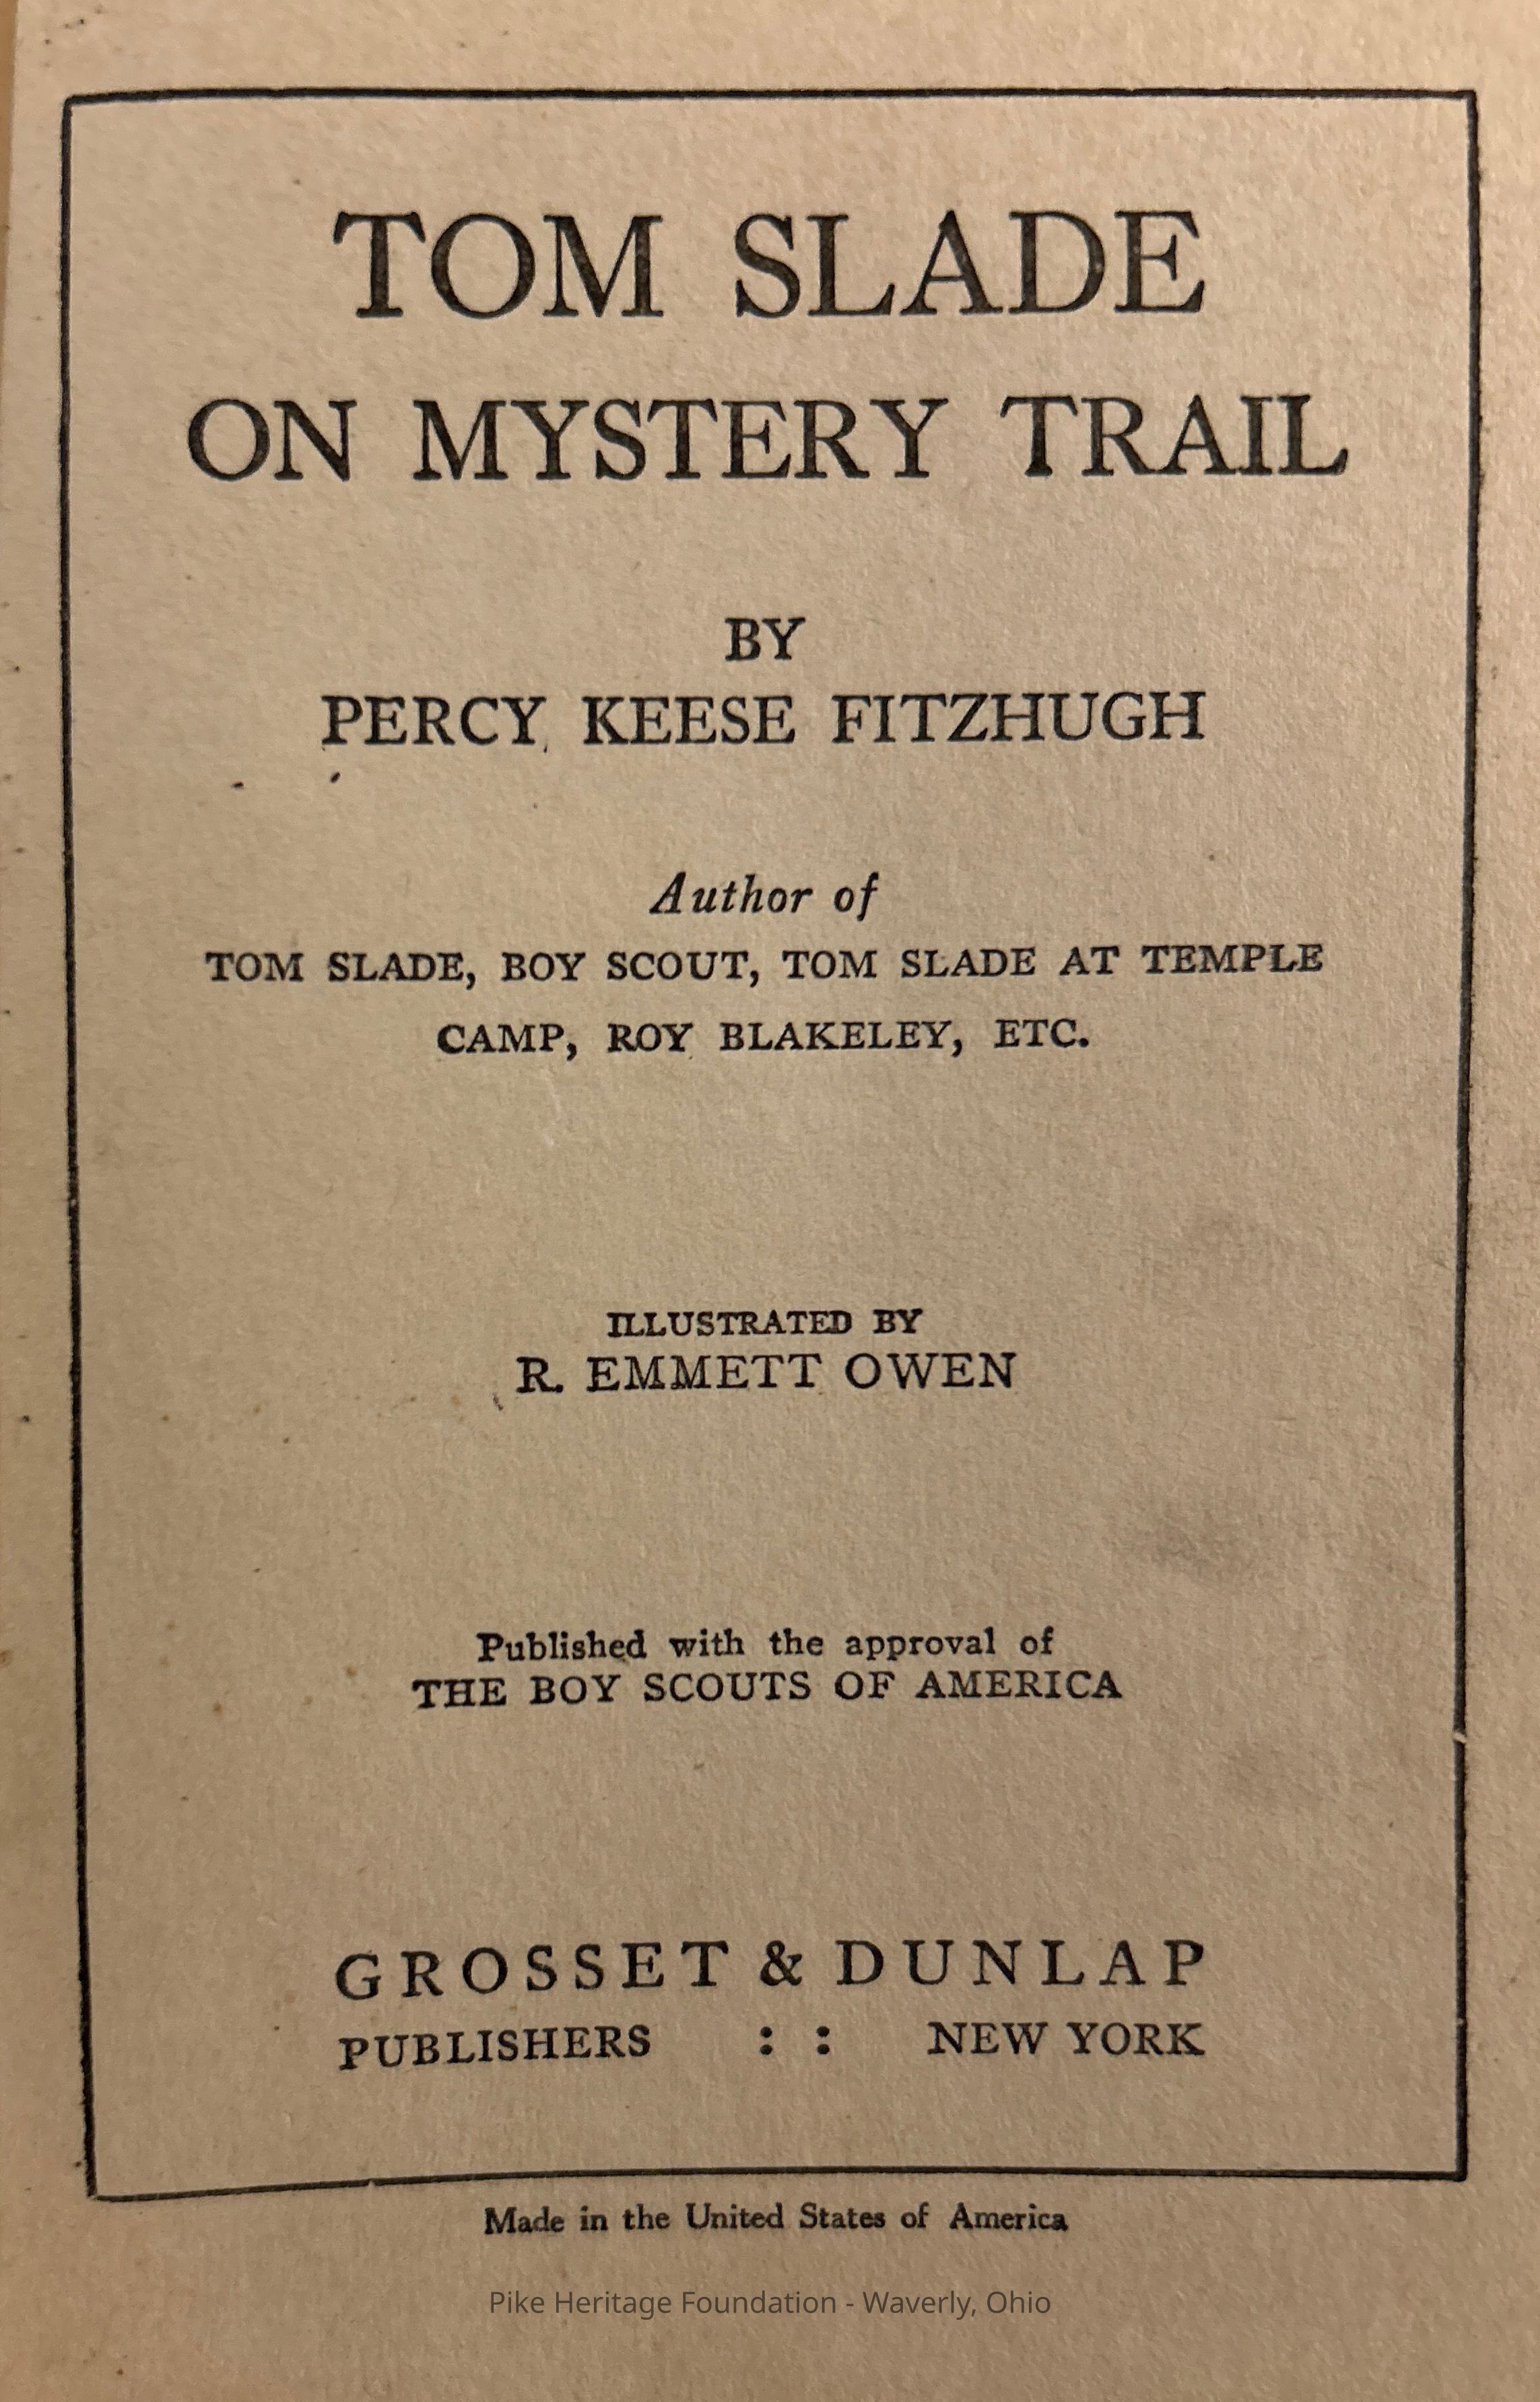 TOM SLADE
ON MYSTERY TRAIL
BY
PERCY KEESE FITZHUGH
Author of
TOM SLADE, BOY SCOUT, TOM SLADE AT TEMPLE
CAMP, ROY BLAKELEY, ETC.
ILLUSTRATED BY
R. EMMETT OWEN
Published with the approval of
THE BOY SCOUTS OF AMERICA
GROSSET & DUNLAP
PUBLISHERS : : NEW YORK
Made in the United States of America
Pike Heritage Foundation - Waverly, Ohio